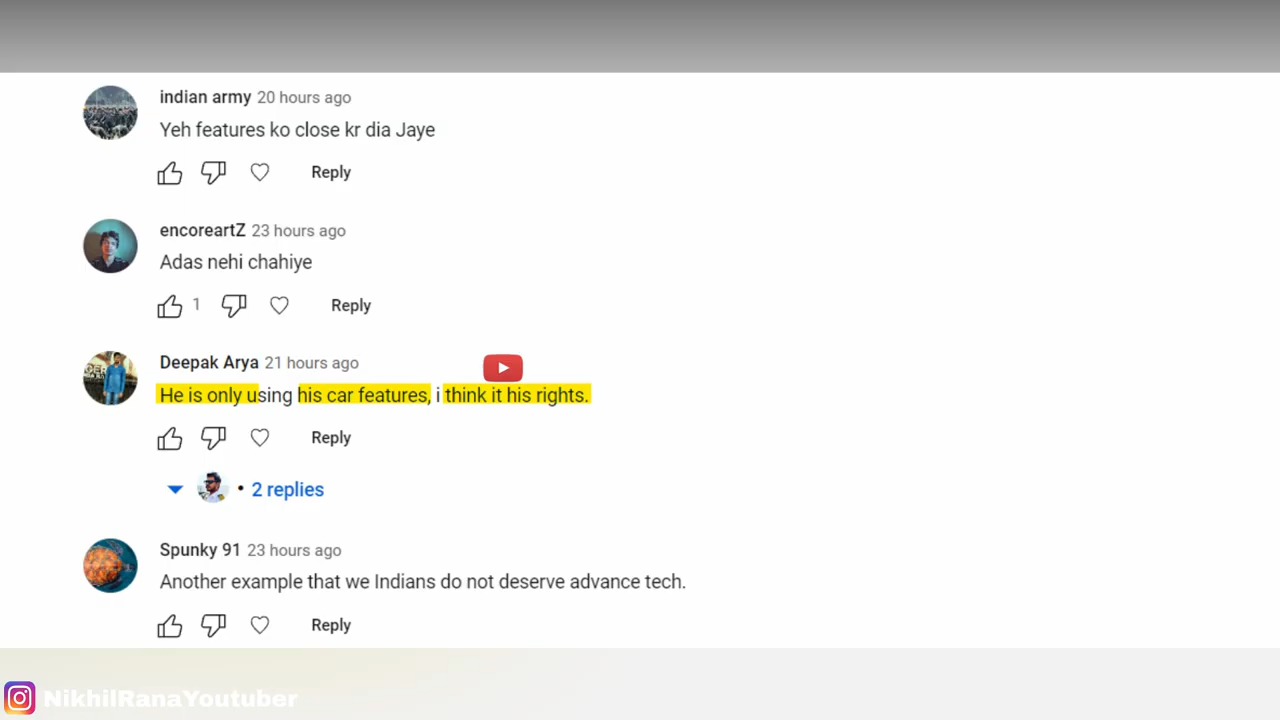 indian army 20 hours ago
Yeh features ko close kr dia Jaye
Reply
encoreartZ 23 hours ago
Adas nehi chahiye
1 Reply
Deepak Arya 21 hours ago
He is only using his car features, i think it his rights.
Reply
• 2 replies
Spunky 91 23 hours ago
Another example that we Indians do not deserve advance tech.
Reply
NikhilRanaYoutuber